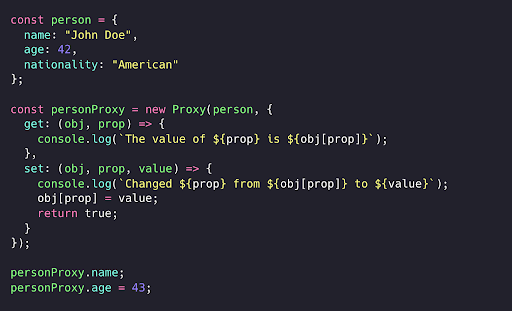 const person = {
  name: "John Doe",
  age: 42,
  nationality: "American"
};

const personProxy = new Proxy(person, {
  get: (obj, prop) => {
    console.log(`The value of ${prop} is ${obj[prop]}`);
  },
  set: (obj, prop, value) => {
    console.log(`Changed ${prop} from ${obj[prop]} to ${value}`);
    obj[prop] = value;
    return true;
  }
});

personProxy.name;
personProxy.age = 43;